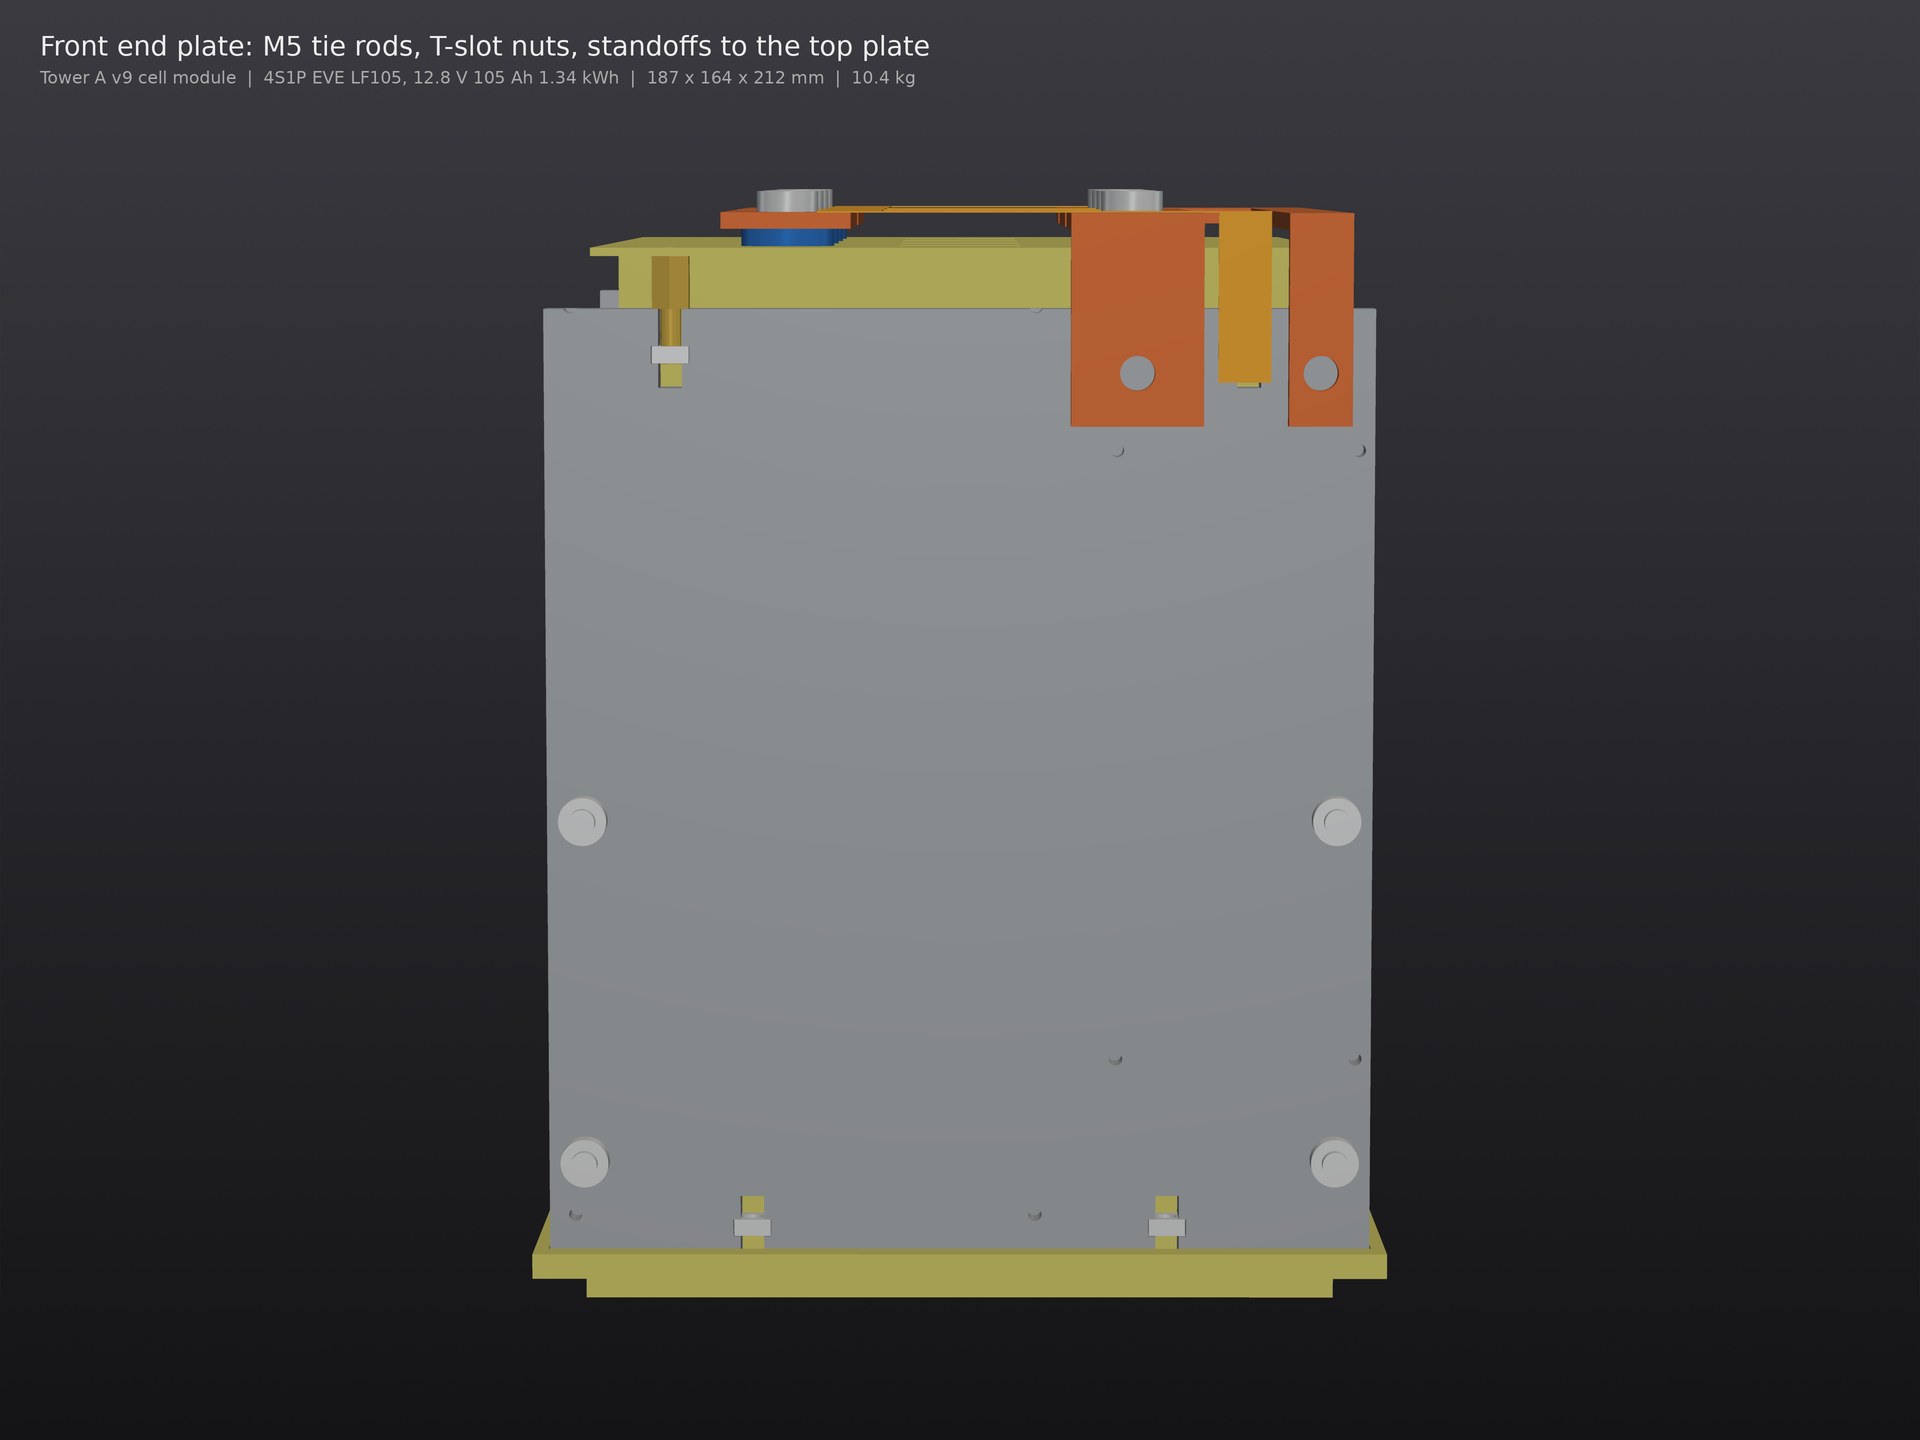 Front end plate: M5 tie rods, T-slot nuts, standoffs to the top plate
Tower A v9 cell module | 4S1P EVE LF105, 12.8 V 105 Ah 1.34 kWh | 187 x 164 x 212 mm | 10.4 kg